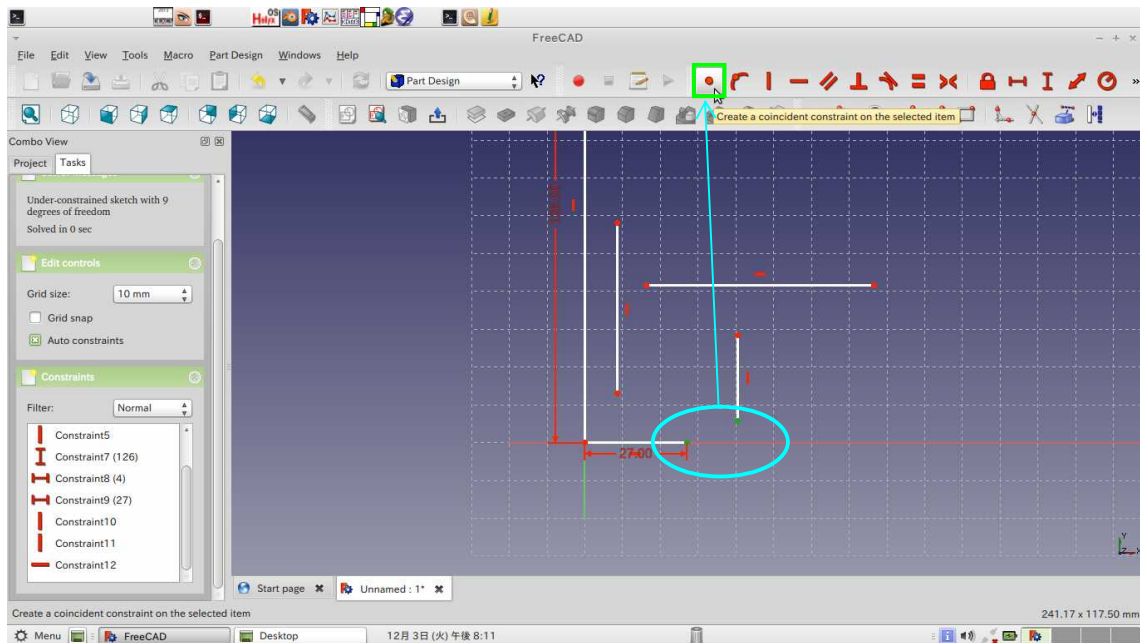 FreeCAD
File Edit View Tools Macro Part Design Windows Help
Part Design
Create a coincident constraint on the selected item
Combo View
Project Tasks
Under-constrained sketch with 9
degrees of freedom
Solved in 0 sec
Edit controls
Grid size: 10 mm
Grid snap
Auto constraints
Constraints
Filter: Normal
Constraint5
Constraint7 (126)
Constraint8 (4)
Constraint9 (27)
Constraint10
Constraint11
Constraint12
27.00
Y
Z
X
Start page
Unnamed : 1*
Create a coincident constraint on the selected item
241.17 x 117.50 mm
Menu FreeCAD Desktop 12月 3日 (火) 午後 8:11